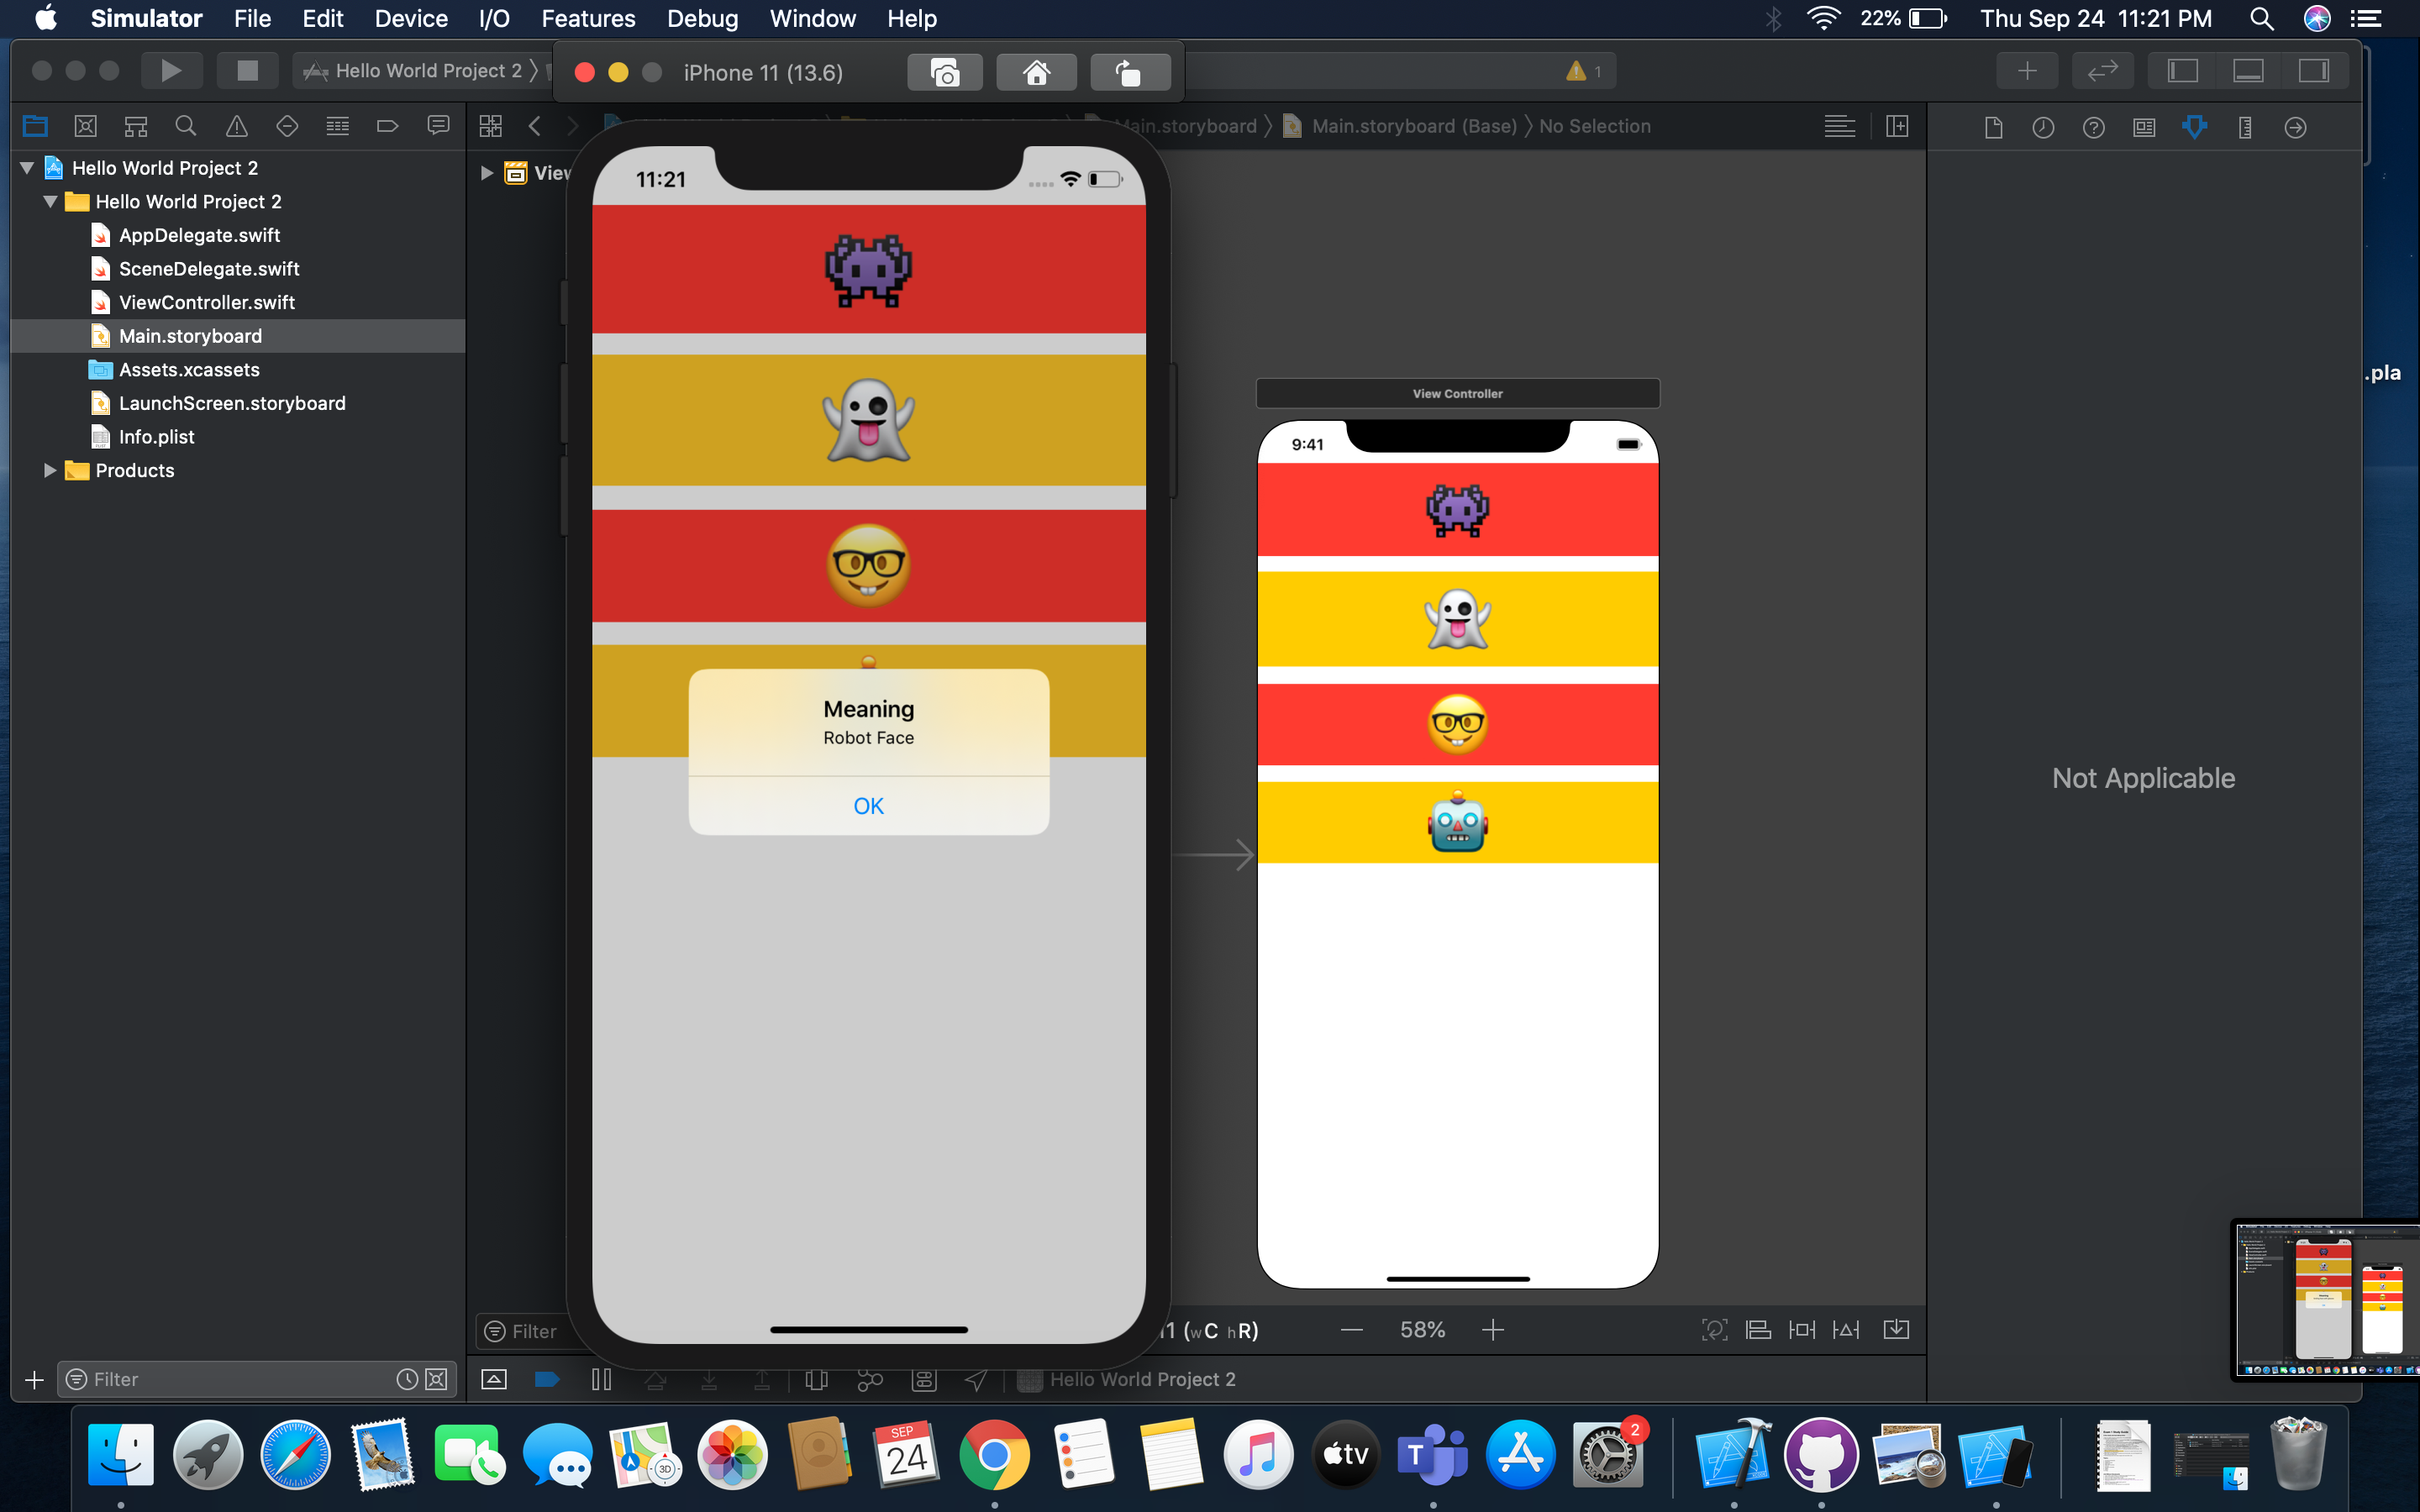 Simulator File Edit Device I/O Features Debug Window Help 22% Thu Sep 24 11:21 PM
Hello World Project 2
iPhone 11 (13.6)
1
Main.storyboard
Main.storyboard (Base)
No Selection
Hello World Project 2
Hello World Project 2
AppDelegate.swift
SceneDelegate.swift
ViewController.swift
Main.storyboard
Assets.xcassets
LaunchScreen.storyboard
Info.plist
Products
Filter
View
Filter
11:21
Meaning
Robot Face
OK
View Controller
9:41
11 (wC hR)
58%
Hello World Project 2
Not Applicable
.pla
3D
SEP
24
tv
T
2